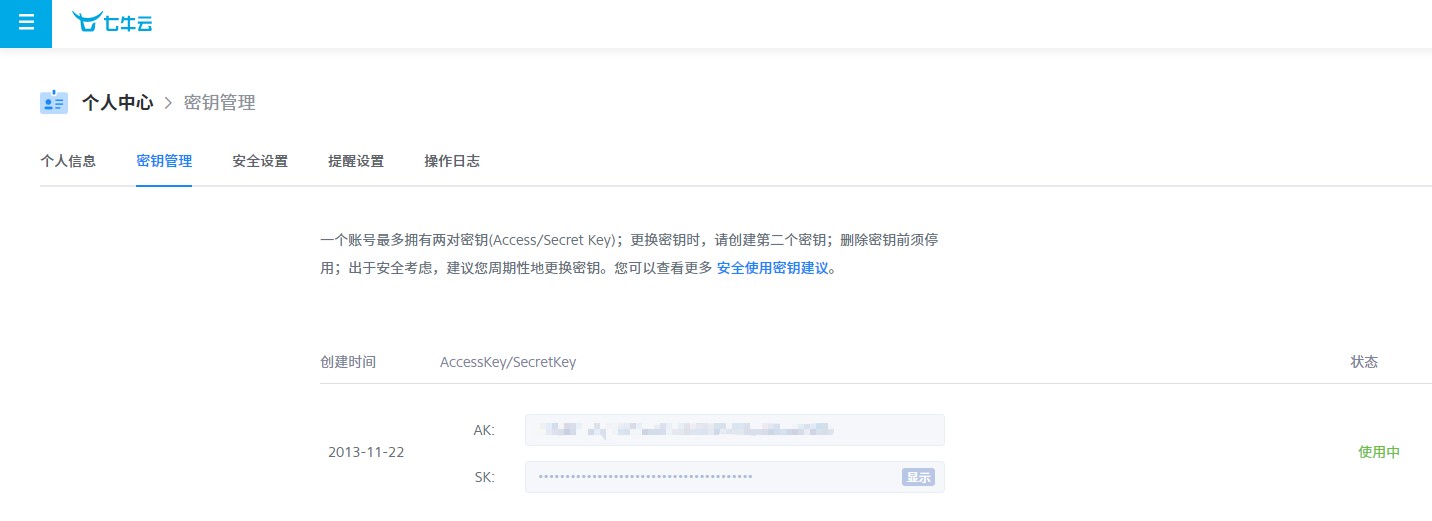 七牛云
个人中心 > 密钥管理
个人信息 密钥管理 安全设置 提醒设置 操作日志
一个账号最多拥有两对密钥(Access/Secret Key)；更换密钥时，请创建第二个密钥；删除密钥前须停
用；出于安全考虑，建议您周期性地更换密钥。您可以查看更多 安全使用密钥建议。
创建时间 AccessKey/SecretKey 状态
AK:
2013-11-22 使用中
SK: •••••••••••••••••••••••••••••••••••••••• 显示